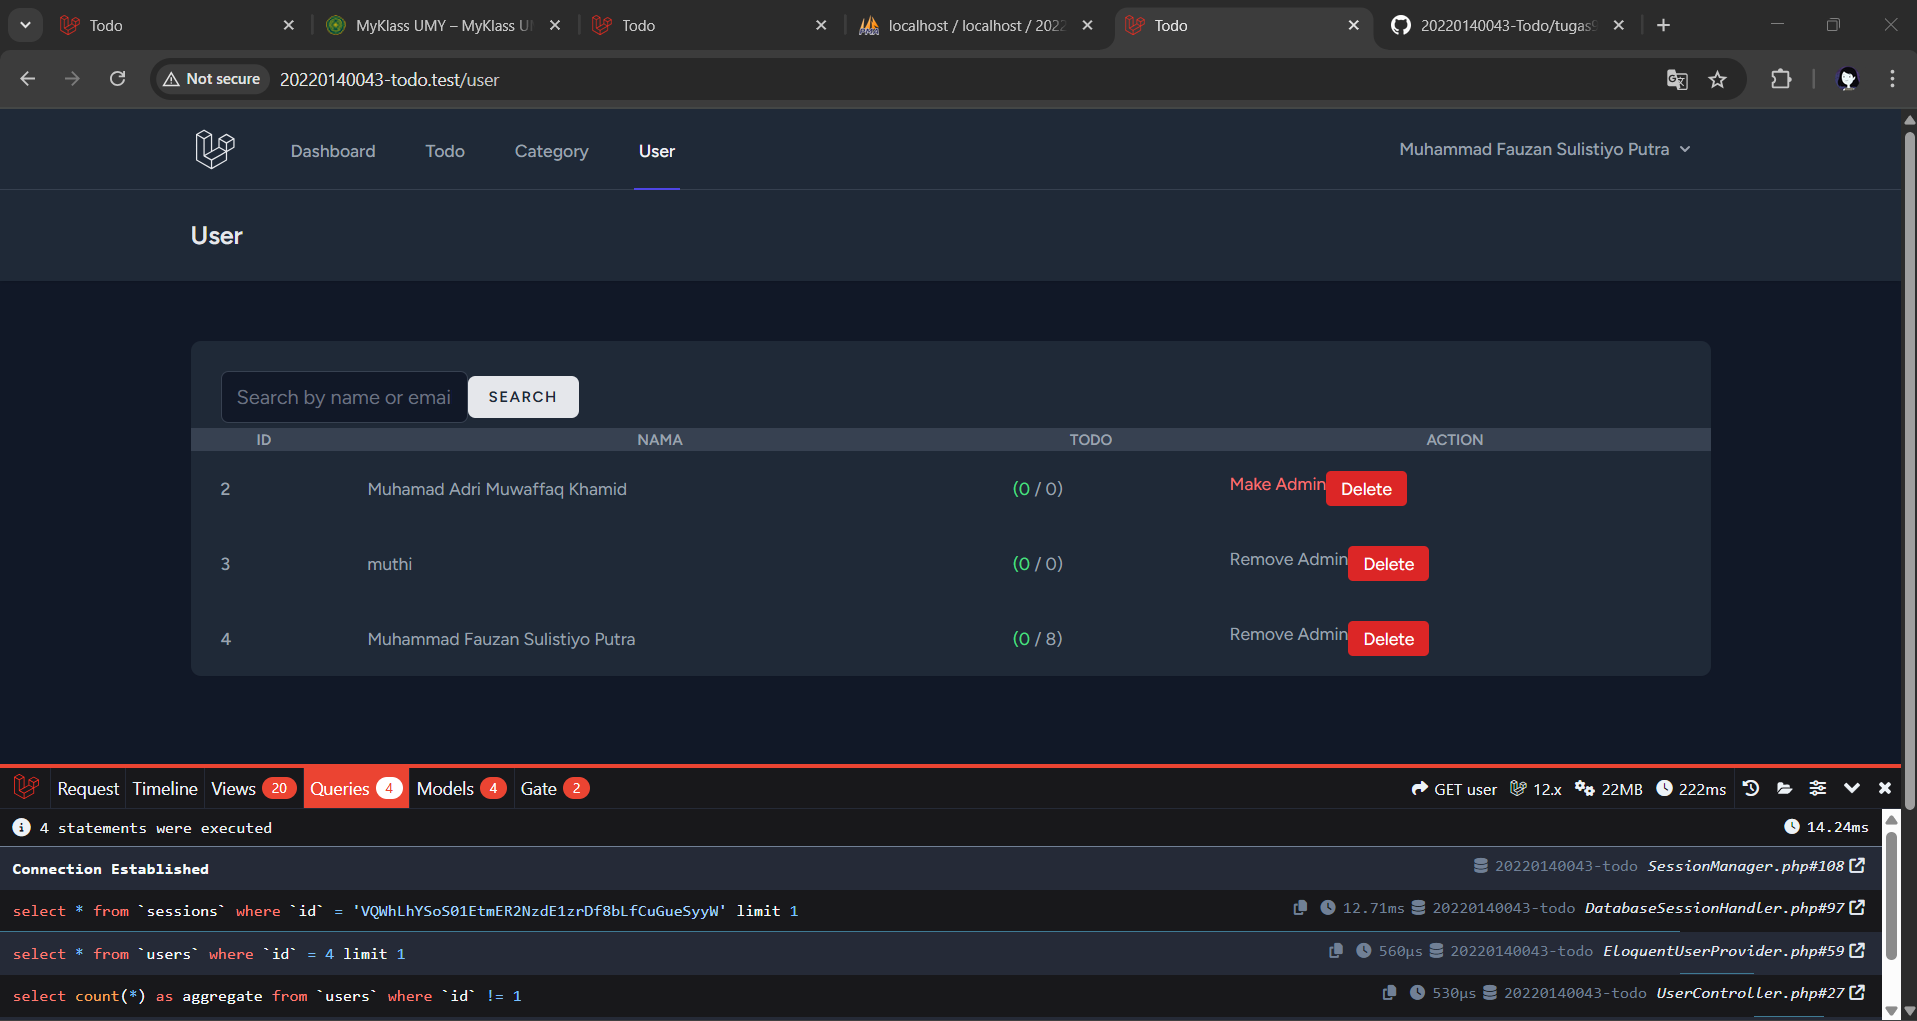 Todo
MyKlass UMY – MyKlass U
Todo
localhost / localhost / 2022
Todo
20220140043-Todo/tugas9
Not secure
20220140043-todo.test/user
Dashboard
Todo
Category
User
Muhammad Fauzan Sulistiyo Putra
User
Search by name or emai
SEARCH
ID NAMA TODO ACTION
2 Muhamad Adri Muwaffaq Khamid (0 / 0) Make Admin Delete
3 muthi (0 / 0) Remove Admin Delete
4 Muhammad Fauzan Sulistiyo Putra (0 / 8) Remove Admin Delete
Request Timeline Views 20 Queries 4 Models 4 Gate 2 GET user 12.x 22MB 222ms
4 statements were executed 14.24ms
Connection Established 20220140043-todo SessionManager.php#108
select * from `sessions` where `id` = 'VQWhLhYSoS01EtmER2NzdE1zrDf8bLfCuGueSyyW' limit 1 12.71ms 20220140043-todo DatabaseSessionHandler.php#97
select * from `users` where `id` = 4 limit 1 560μs 20220140043-todo EloquentUserProvider.php#59
select count(*) as aggregate from `users` where `id` != 1 530μs 20220140043-todo UserController.php#27